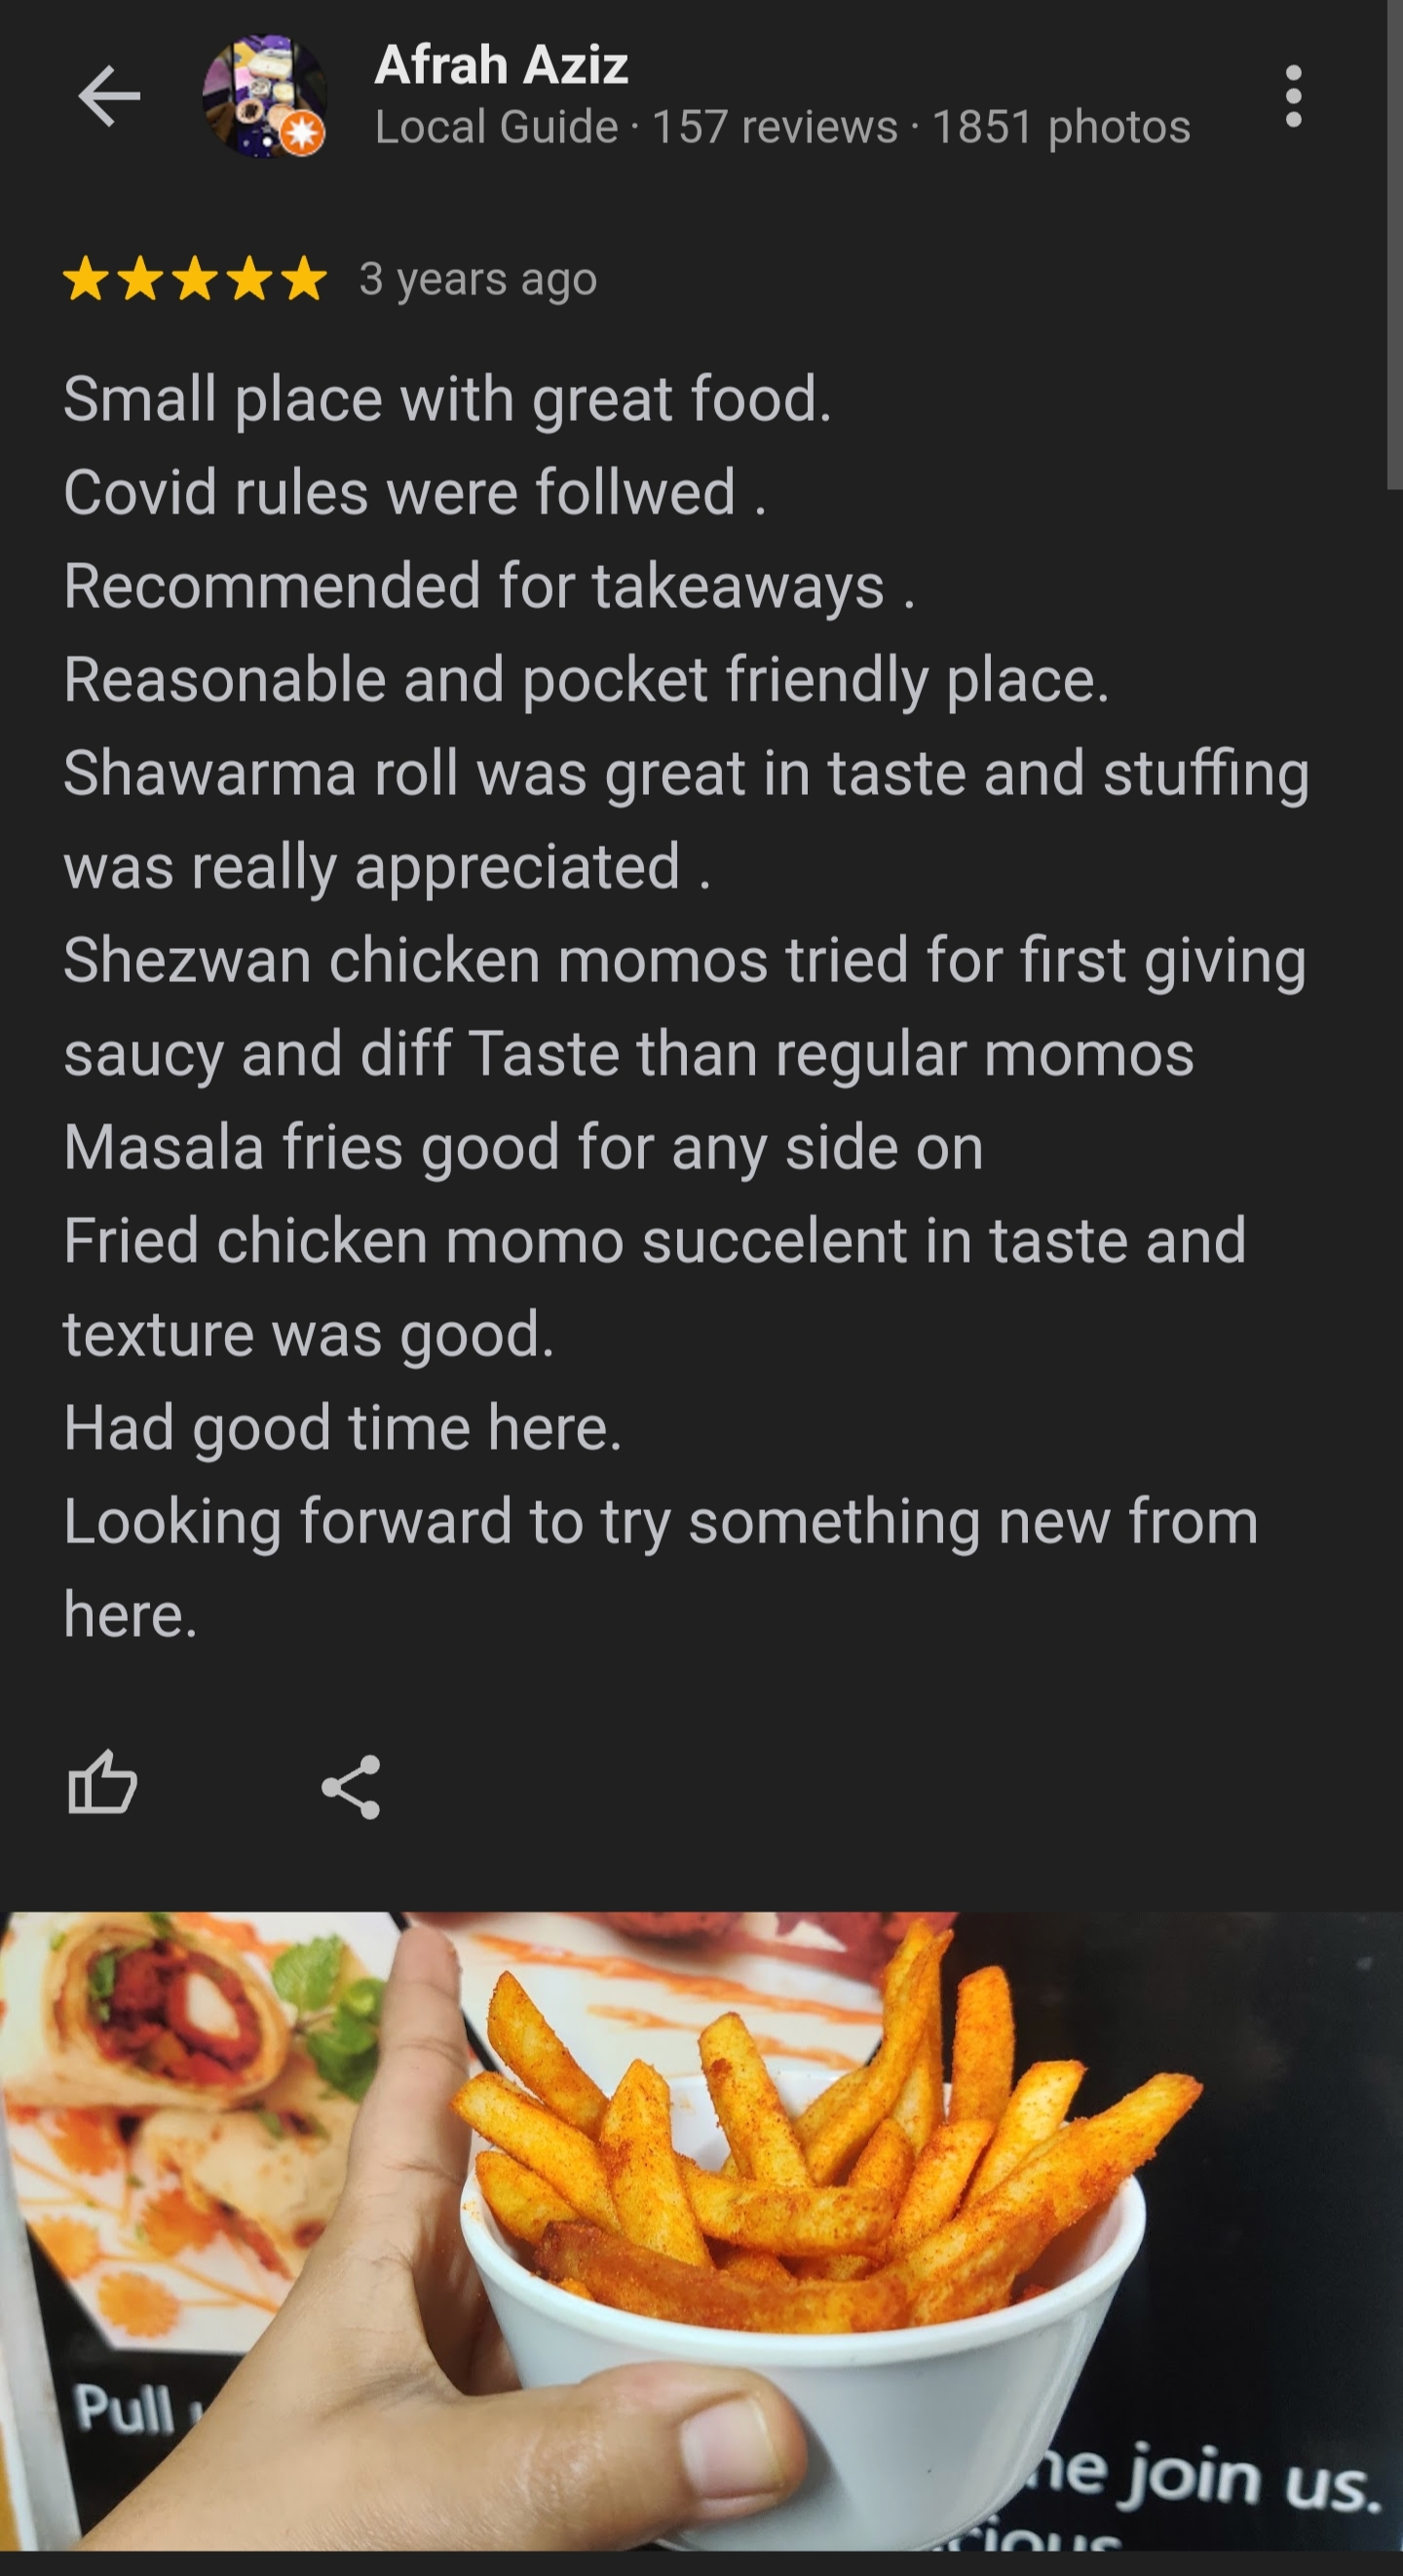 Afrah Aziz
Local Guide · 157 reviews · 1851 photos
3 years ago
Small place with great food.
Covid rules were follwed .
Recommended for takeaways .
Reasonable and pocket friendly place.
Shawarma roll was great in taste and stuffing
was really appreciated .
Shezwan chicken momos tried for first giving
saucy and diff Taste than regular momos
Masala fries good for any side on
Fried chicken momo succelent in taste and
texture was good.
Had good time here.
Looking forward to try something new from
here.
Pull
join us.